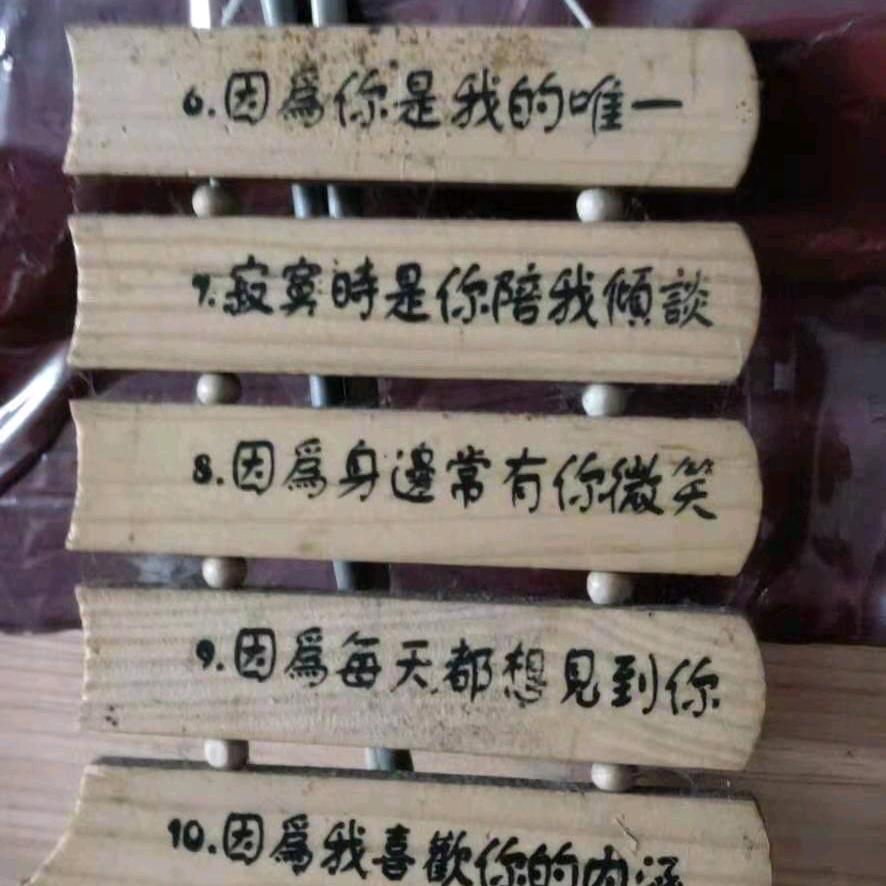 6.因爲你是我的唯一
7.寂寞時是你陪我傾談
8.因爲身邊常有你微笑
9.因爲每天都想見到你
10.因爲我喜歡你的内涵